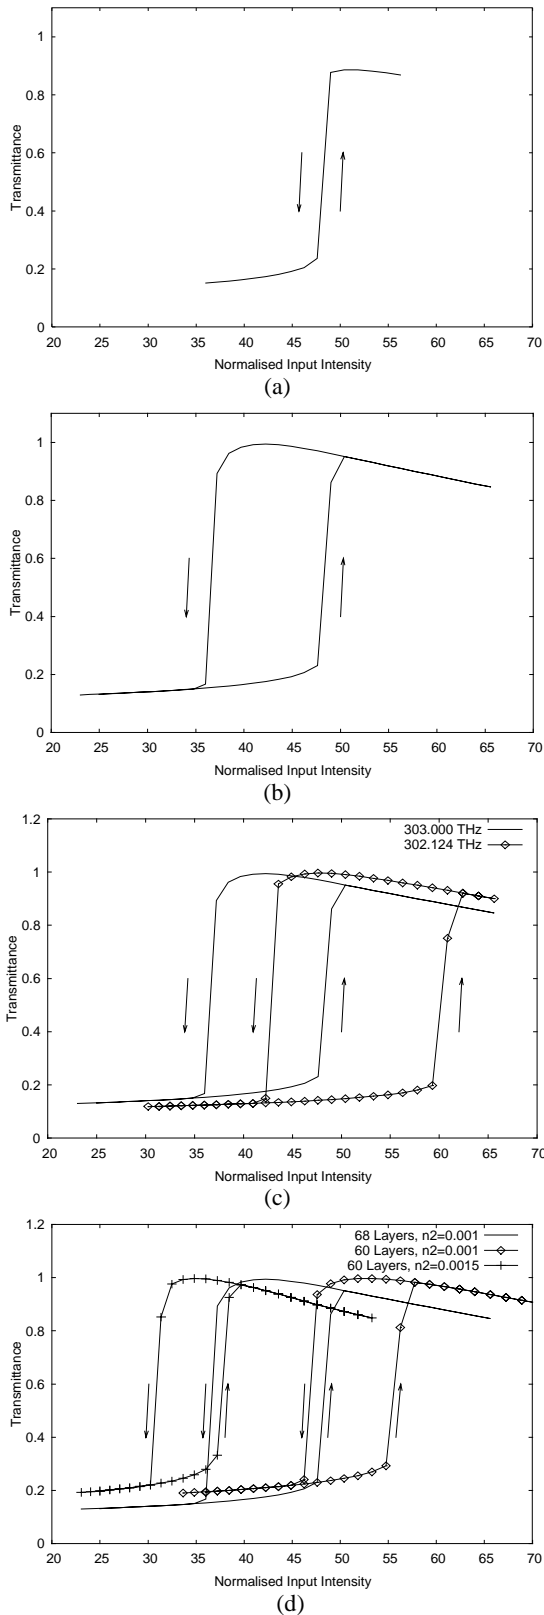 1
0.8
0.6
0.4
0.2
0
Transmittance
20 25 30 35 40 45 50 55 60 65 70
Normalised Input Intensity
(a)
1
0.8
0.6
0.4
0.2
0
Transmittance
20 25 30 35 40 45 50 55 60 65 70
Normalised Input Intensity
(b)
1.2
1
0.8
0.6
0.4
0.2
0
Transmittance
303.000 THz
302.124 THz
20 25 30 35 40 45 50 55 60 65 70
Normalised Input Intensity
(c)
1.2
1
0.8
0.6
0.4
0.2
0
Transmittance
68 Layers, n2=0.001
60 Layers, n2=0.001
60 Layers, n2=0.0015
20 25 30 35 40 45 50 55 60 65 70
Normalised Input Intensity
(d)